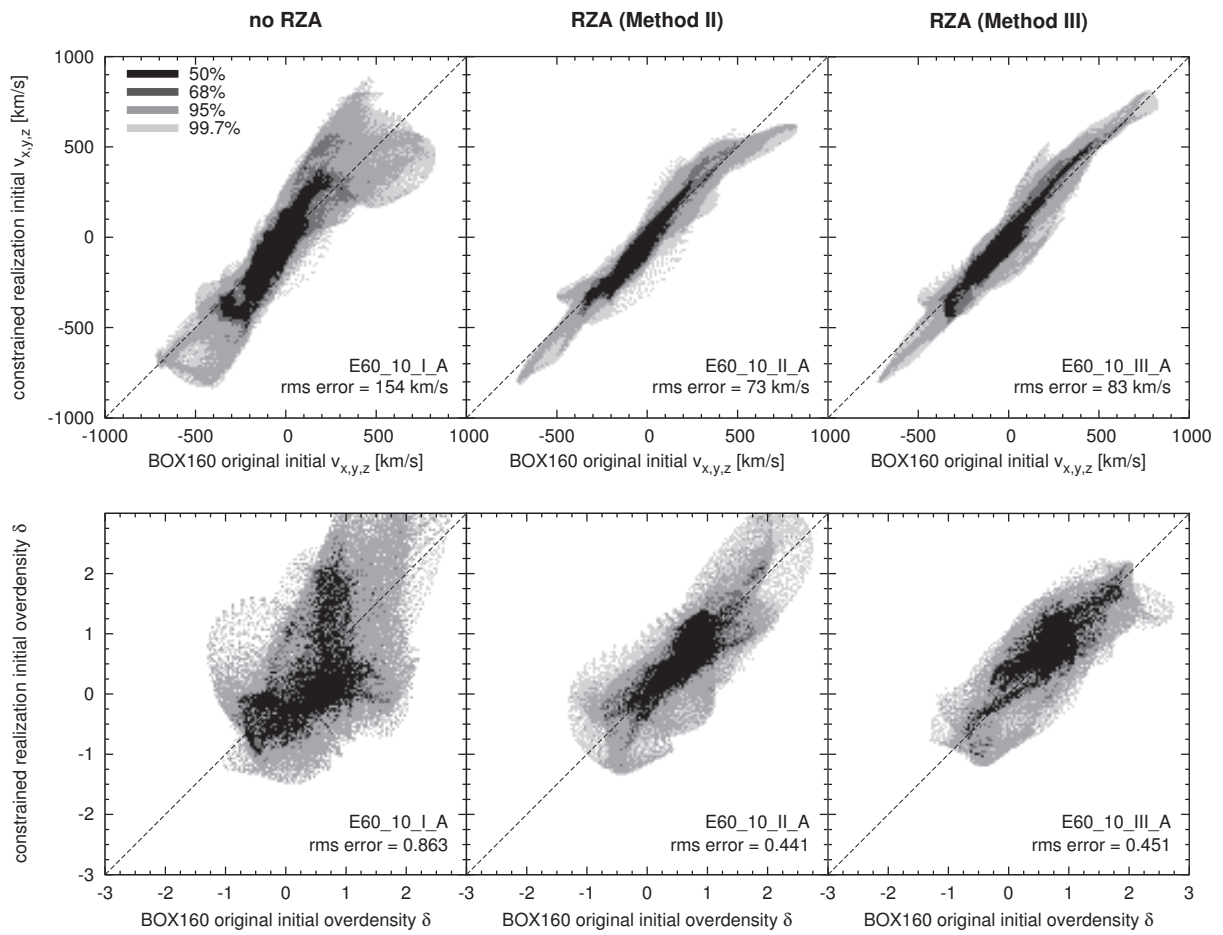 no RZA
RZA (Method II)
RZA (Method III)
constrained realization initial v_x,y,z [km/s]
1000
500
0
-500
-1000
50%
68%
95%
99.7%
E60_10_I_A
rms error = 154 km/s
E60_10_II_A
rms error = 73 km/s
E60_10_III_A
rms error = 83 km/s
-1000 -500 0 500 1000 -500 0 500 1000 -500 0 500 1000
BOX160 original initial v_x,y,z [km/s]
BOX160 original initial v_x,y,z [km/s]
BOX160 original initial v_x,y,z [km/s]
constrained realization initial overdensity δ
2
1
0
-1
-2
-3
E60_10_I_A
rms error = 0.863
E60_10_II_A
rms error = 0.441
E60_10_III_A
rms error = 0.451
-3 -2 -1 0 1 2 -3 -2 -1 0 1 2 -3 -2 -1 0 1 2 3
BOX160 original initial overdensity δ
BOX160 original initial overdensity δ
BOX160 original initial overdensity δ